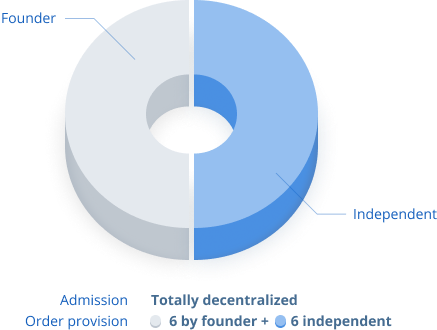 Founder
Independent
Admission Totally decentralized
Order provision 6 by founder + 6 independent